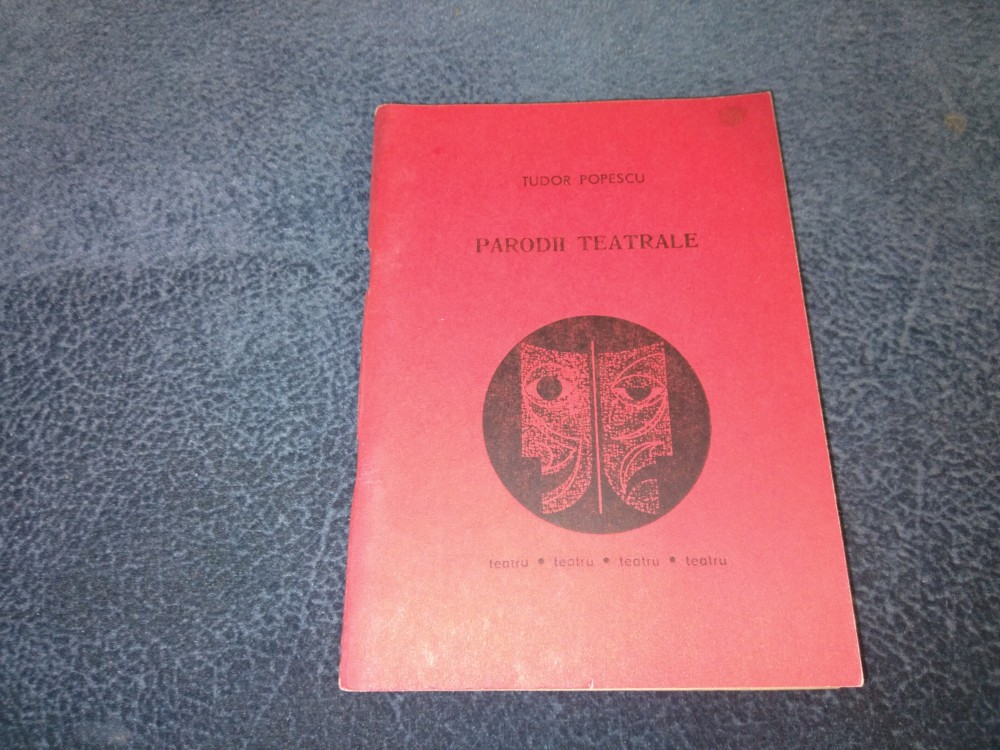 TUDOR POPESCU
PARODII TEATRALE
teatru • teatru • teatru • teatru